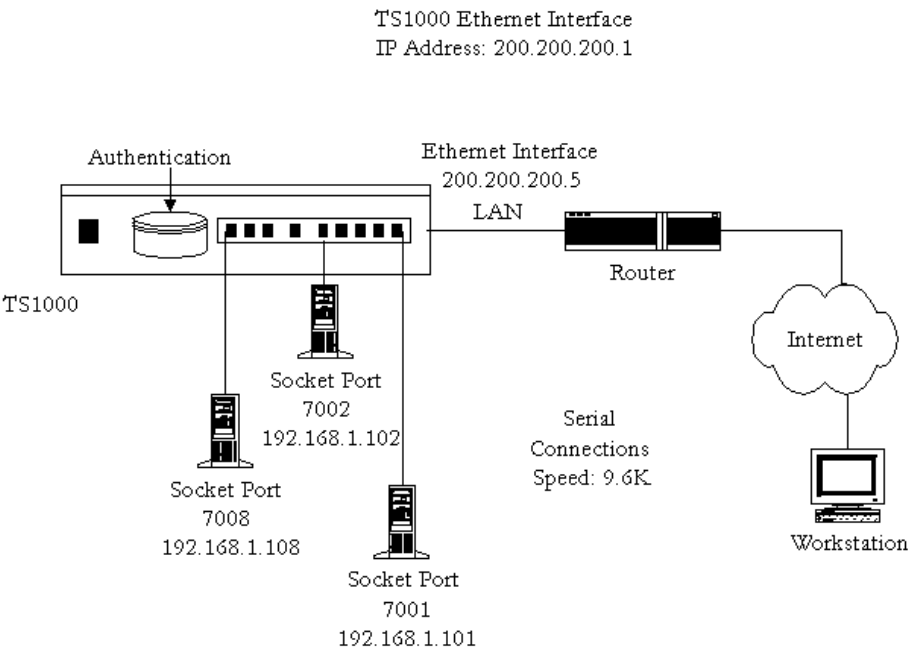 TS1000 Ethernet Interface
IP Address: 200.200.200.1
Authentication
Ethernet Interface
200.200.200.5
LAN
Router
TS1000
Internet
Socket Port
7002
192.168.1.102
Serial
Connections
Speed: 9.6K
Socket Port
7008
192.168.1.108
Workstation
Socket Port
7001
192.168.1.101